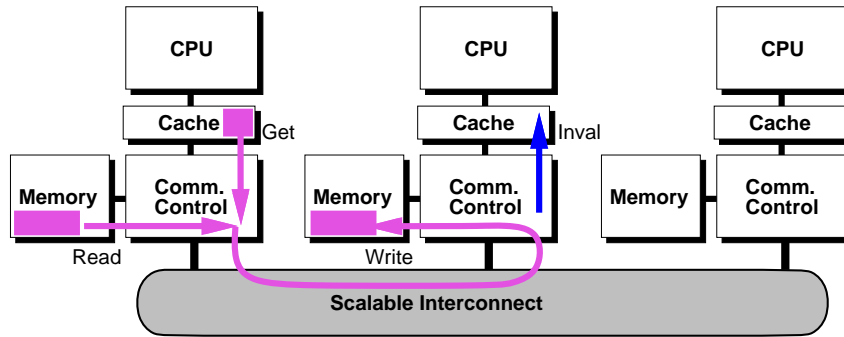 CPU
CPU
CPU
Cache
Get
Cache
Inval
Cache
Memory
Comm.
Control
Memory
Comm.
Control
Memory
Comm.
Control
Read
Write
Scalable Interconnect